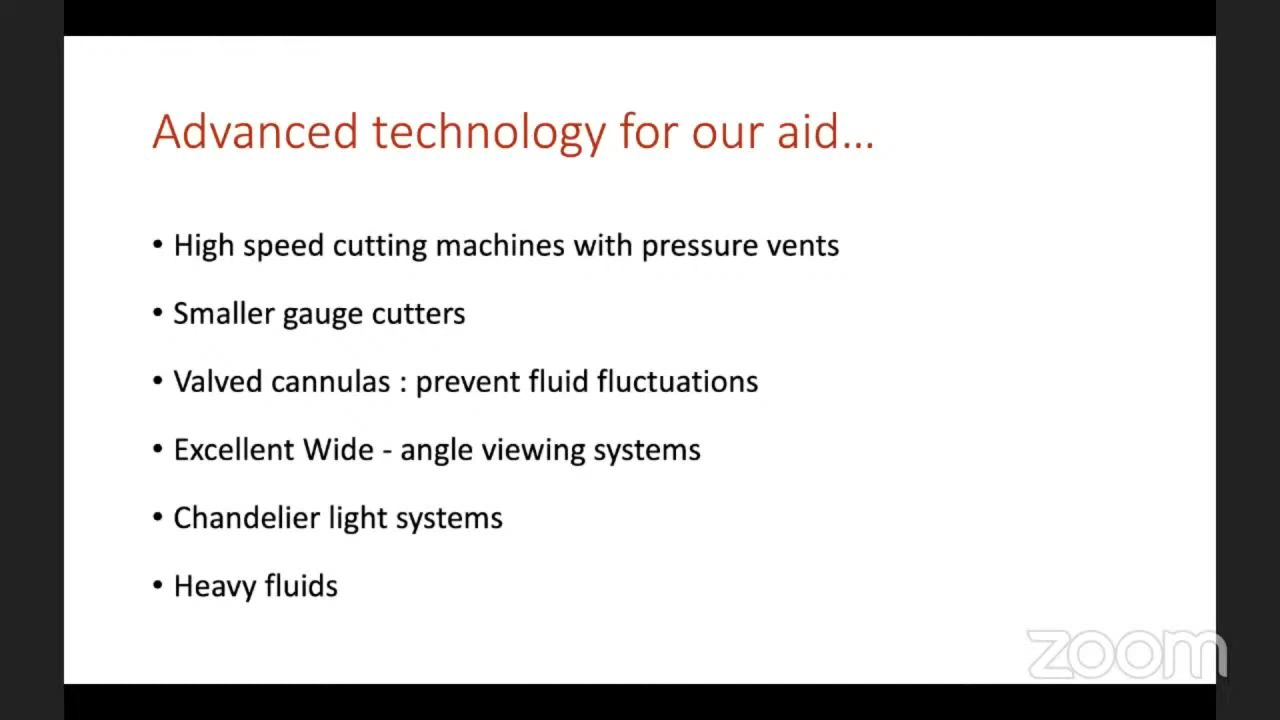 Advanced technology for our aid...
• High speed cutting machines with pressure vents
• Smaller gauge cutters
• Valved cannulas : prevent fluid fluctuations
• Excellent Wide - angle viewing systems
• Chandelier light systems
• Heavy fluids
zoom